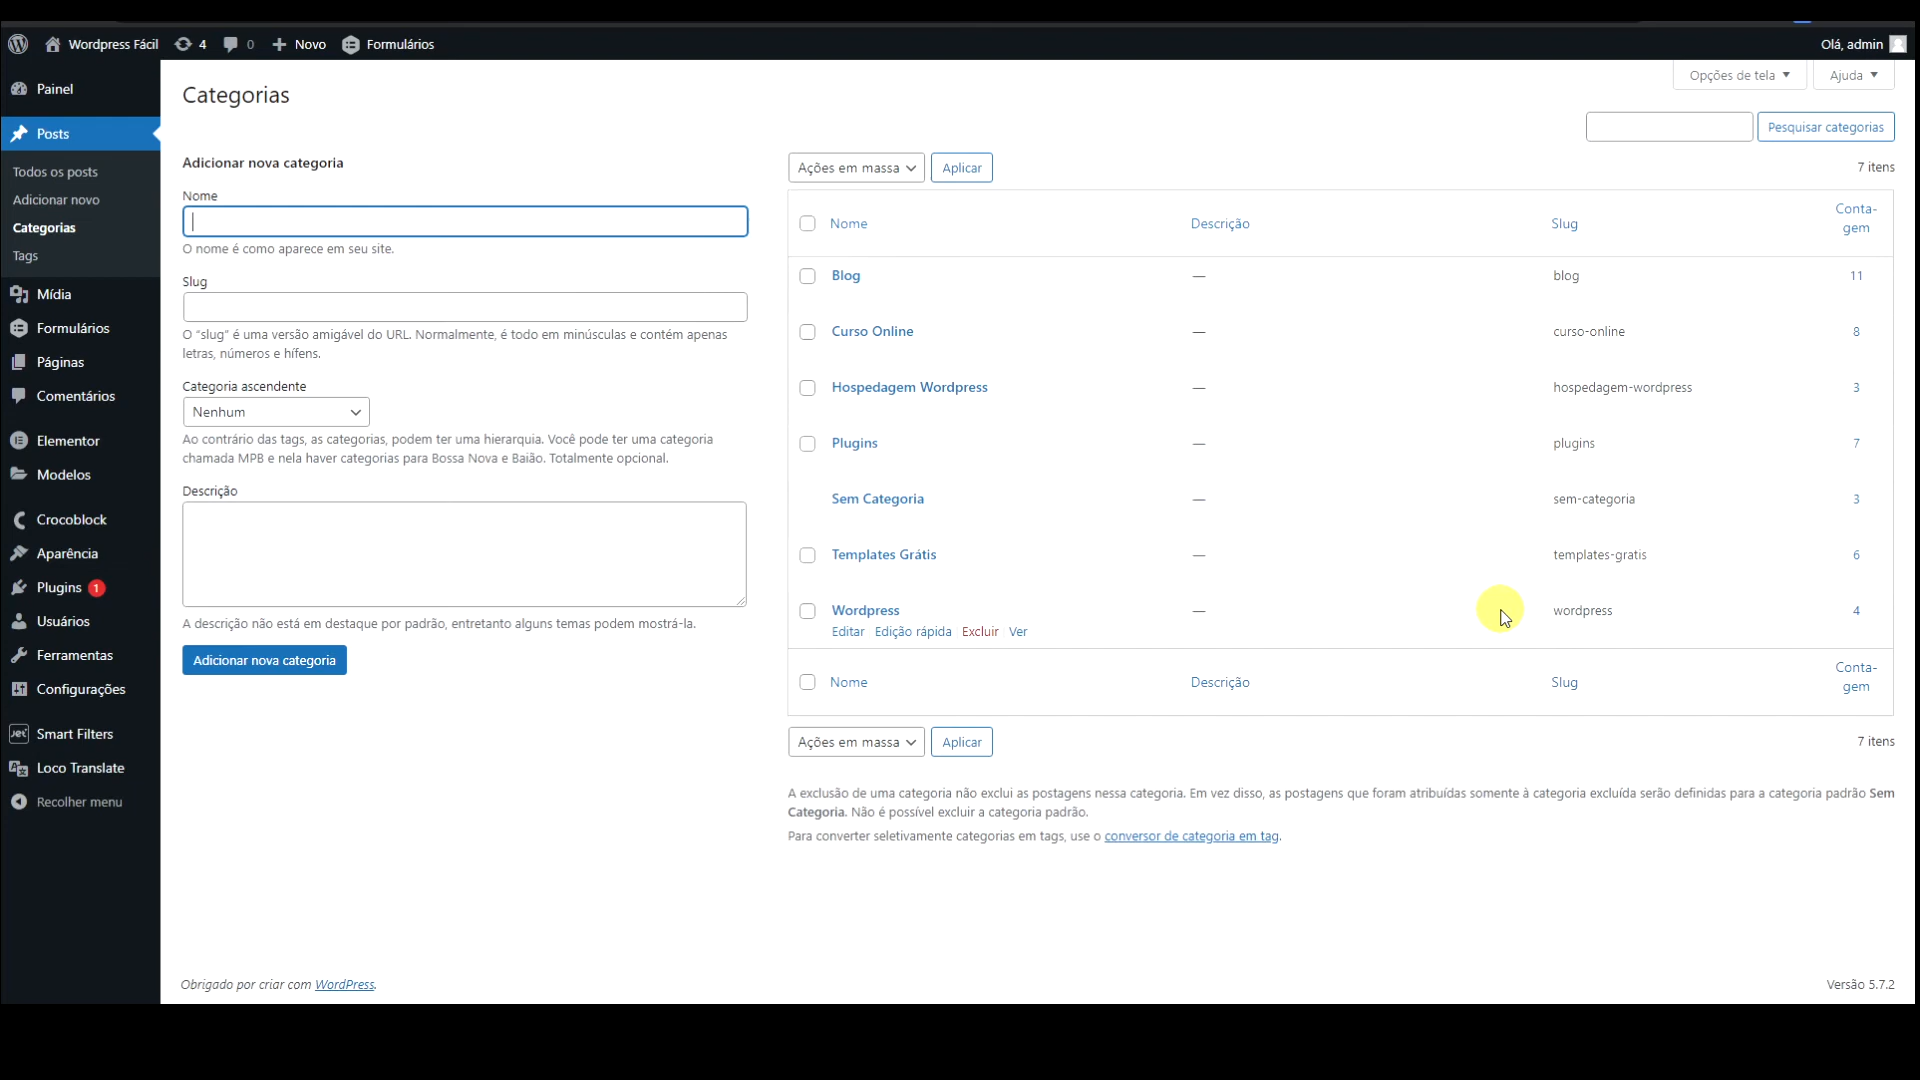 Wordpress Fácil 4 0 Novo Formulários Olá, admin
Opções de tela Ajuda
Painel
Posts
Todos os posts
Adicionar novo
Categorias
Tags
Mídia
Formulários
Páginas
Comentários
Elementor
Modelos
Crocoblock
Aparência
Plugins 1
Usuários
Ferramentas
Configurações
Jet Smart Filters
Loco Translate
Recolher menu
Categorias
Pesquisar categorias
Adicionar nova categoria
Nome
O nome é como aparece em seu site.
Slug
O “slug” é uma versão amigável do URL. Normalmente, é todo em minúsculas e contém apenas
letras, números e hífens.
Categoria ascendente
Nenhum
Ao contrário das tags, as categorias, podem ter uma hierarquia. Você pode ter uma categoria
chamada MPB e nela haver categorias para Bossa Nova e Baião. Totalmente opcional.
Descrição
A descrição não está em destaque por padrão, entretanto alguns temas podem mostrá-la.
Adicionar nova categoria
Ações em massa Aplicar 7 itens
Nome Descrição Slug Conta-
gem
Blog — blog 11
Curso Online — curso-online 8
Hospedagem Wordpress — hospedagem-wordpress 3
Plugins — plugins 7
Sem Categoria — sem-categoria 3
Templates Grátis — templates-gratis 6
Wordpress — wordpress 4
Editar Edição rápida | Excluir | Ver
Nome Descrição Slug Conta-
gem
Ações em massa Aplicar 7 itens
A exclusão de uma categoria não exclui as postagens nessa categoria. Em vez disso, as postagens que foram atribuídas somente à categoria excluída serão definidas para a categoria padrão Sem
Categoria. Não é possível excluir a categoria padrão.
Para converter seletivamente categorias em tags, use o conversor de categoria em tag.
Obrigado por criar com WordPress. Versão 5.7.2